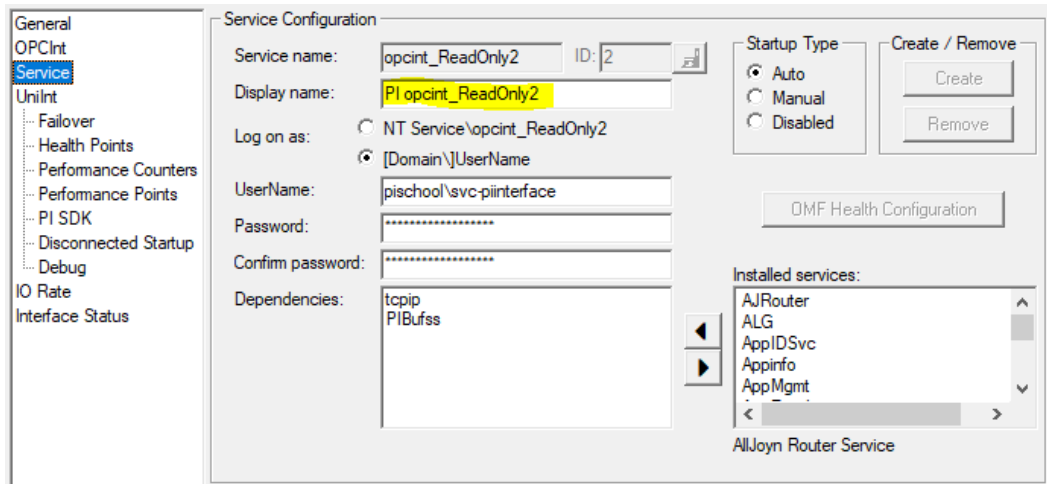 General
OPCInt
Service
UniInt
Failover
Health Points
Performance Counters
Performance Points
PI SDK
Disconnected Startup
Debug
IO Rate
Interface Status
Service Configuration
Service name: opcint_ReadOnly2 ID: 2
Display name: PI opcint_ReadOnly2
Log on as: NT Service\opcint_ReadOnly2
[Domain\]UserName
UserName: pischool\svc-piinterface
Password: ******************
Confirm password: ******************
Dependencies: tcpip
PIBufss
Startup Type
Auto
Manual
Disabled
Create / Remove
Create
Remove
OMF Health Configuration
Installed services:
AJRouter
ALG
AppIDSvc
Appinfo
AppMgmt
AllJoyn Router Service